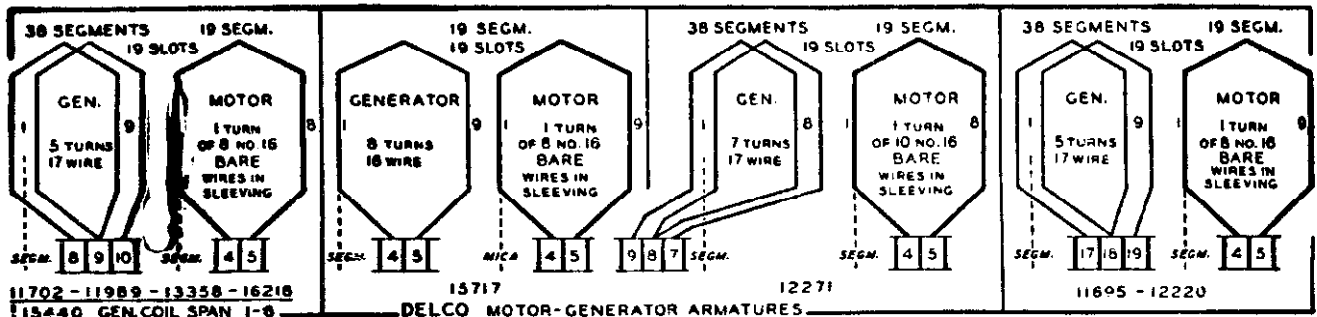 38 SEGMENTS
19 SLOTS
19 SEGM.
GEN.
5 TURNS
17 WIRE
1
9
MOTOR
1 TURN
OF 8 NO. 16
BARE
WIRES IN
SLEEVING
8
SEGM. 8 9 10
SEGM. 4 5
11702 - 11989 - 13358 - 16218
15440 GEN. COIL SPAN 1-8
19 SEGM.
19 SLOTS
GENERATOR
1
9
8 TURNS
16 WIRE
MOTOR
1
9
1 TURN
OF 8 NO. 16
BARE
WIRES IN
SLEEVING
SEGM. 4 5
MICA 4 5
15717
38 SEGMENTS
19 SLOTS
19 SEGM.
GEN.
1
8
7 TURNS
17 WIRE
MOTOR
1
8
1 TURN
OF 10 NO. 16
BARE
WIRES IN
SLEEVING
9 8 7 SEGM.
SEGM. 4 5
12271
38 SEGMENTS
19 SLOTS
19 SEGM.
GEN.
1
9
5 TURNS
17 WIRE
MOTOR
1
9
1 TURN
OF 8 NO. 16
BARE
WIRES IN
SLEEVING
SEGM. 17 18 19
SEGM. 4 5
11695 - 12220
DELCO MOTOR-GENERATOR ARMATURES